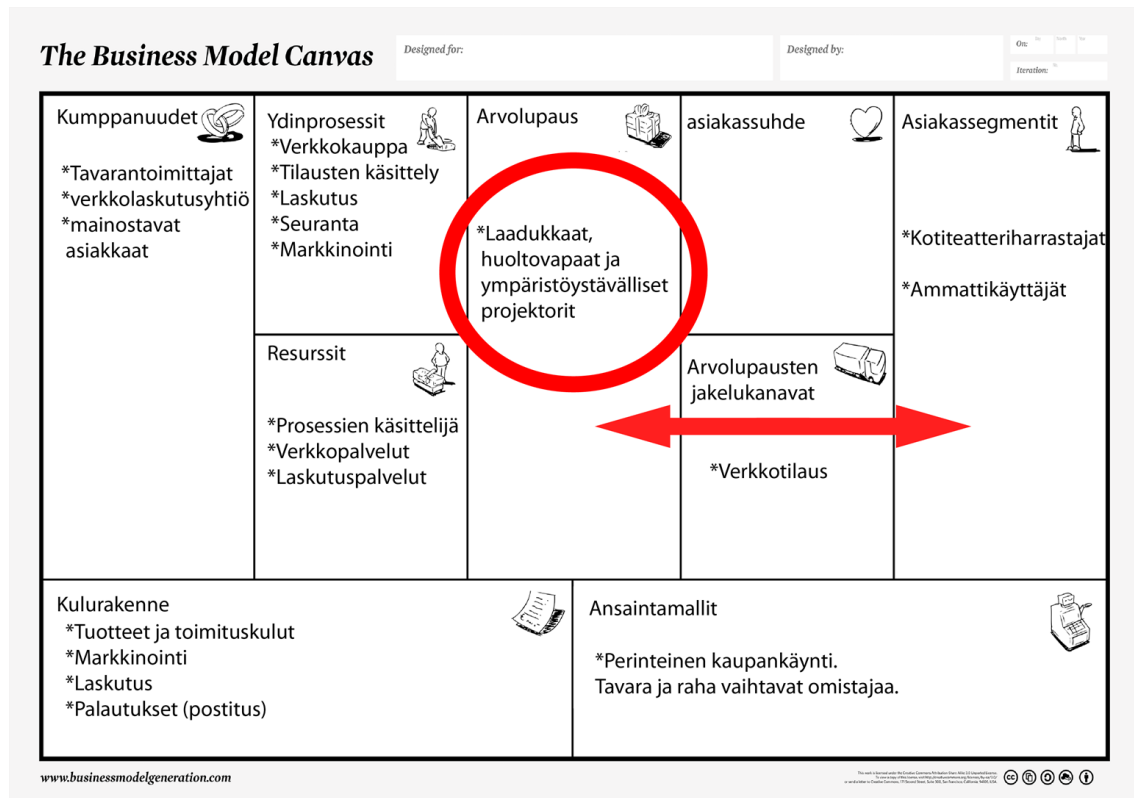 The Business Model Canvas
Designed for:
Designed by:
On:
Iteration:
Kumppanuudet
*Tavarantoimittajat
*verkkolaskutusyhtiö
*mainostavat
asiakkaat
Ydinprosessit
*Verkkokauppa
*Tilausten käsittely
*Laskutus
*Seuranta
*Markkinointi
Resurssit
*Prosessien käsittelijä
*Verkkopalvelut
*Laskutuspalvelut
Arvolupaus
*Laadukkaat,
huoltovapaat ja
ympäristöystävälliset
projektorit
asiakassuhde
Arvolupausten
jakelukanavat
*Verkkotilaus
Asiakassegmentit
*Kotiteatteriharrastajat
*Ammattikäyttäjät
Kulurakenne
*Tuotteet ja toimituskulut
*Markkinointi
*Laskutus
*Palautukset (postitus)
Ansaintamallit
*Perinteinen kaupankäynti.
Tavara ja raha vaihtavat omistajaa.
www.businessmodelgeneration.com